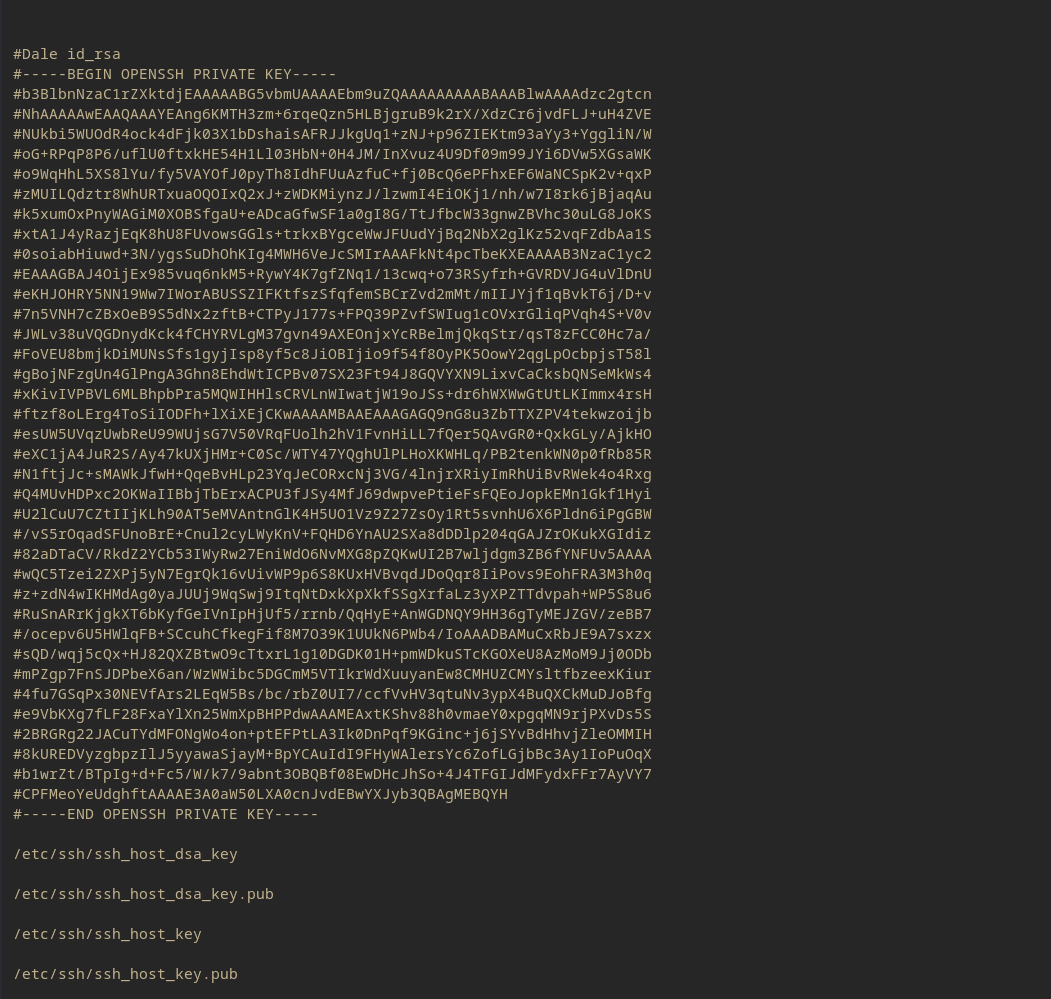 #Dale id_rsa
#-----BEGIN OPENSSH PRIVATE KEY-----
#b3BlbnNzaC1rZXktdjEAAAAABG5vbmUAAAAEbm9uZQAAAAAAAAABAAABlwAAAAdzc2gtcn
#NhAAAAAwEAAQAAAYEAng6KMTH3zm+6rqeQzn5HLBjgruB9k2rX/XdzCr6jvdFLJ+uH4ZVE
#NUkbi5WUOdR4ock4dFjk03X1bDshaisAFRJJkgUq1+zNJ+p96ZIEKtm93aYy3+YggliN/W
#oG+RPqP8P6/uflU0ftxkHE54H1Ll03HbN+0H4JM/InXvuz4U9Df09m99JYi6DVw5XGsaWK
#o9WqHhL5XS8lYu/fy5VAYOfJ0pyTh8IdhFUuAzfuC+fj0BcQ6ePFhxEF6WaNCSpK2v+qxP
#zMUILQdztr8WhURTxuaOQOIxQ2xJ+zWDKMiynzJ/lzwmI4EiOKj1/nh/w7I8rk6jBjaqAu
#k5xumOxPnyWAGiM0XOBSfgaU+eADcaGfwSF1a0gI8G/TtJfbcW33gnwZBVhc30uLG8JoKS
#xtA1J4yRazjEqK8hU8FUvowsGGls+trkxBYgceWwJFUudYjBq2NbX2glKz52vqFZdbAa1S
#0soiabHiuwd+3N/ygsSuDhOhKIg4MWH6VeJcSMIrAAAFkNt4pcTbeKXEAAAAB3NzaC1yc2
#EAAAGBAJ4OijEx985vuq6nkM5+RywY4K7gfZNq1/13cwq+o73RSyfrh+GVRDVJG4uVlDnU
#eKHJOHRY5NN19Ww7IWorABUSSZIFKtfszSfqfemSBCrZvd2mMt/mIIJYjf1qBvkT6j/D+v
#7n5VNH7cZBxOeB9S5dNx2zftB+CTPyJ177s+FPQ39PZvfSWIug1cOVxrGliqPVqh4S+V0v
#JWLv38uVQGDnydKck4fCHYRVLgM37gvn49AXEOnjxYcRBelmjQkqStr/qsT8zFCC0Hc7a/
#FoVEU8bmjkDiMUNsSfs1gyjIsp8yf5c8JiOBIjio9f54f8OyPK5OowY2qgLpOcbpjsT58l
#gBojNFzgUn4GlPngA3Ghn8EhdWtICPBv07SX23Ft94J8GQVYXN9LixvCaCksbQNSeMkWs4
#xKivIVPBVL6MLBhpbPra5MQWIHHlsCRVLnWIwatjW19oJSs+dr6hWXWwGtUtLKImmx4rsH
#ftzf8oLErg4ToSiIODFh+lXiXEjCKwAAAAMBAAEAAAGAGQ9nG8u3ZbTTXZPV4tekwzoijb
#esUW5UVqzUwbReU99WUjsG7V50VRqFUolh2hV1FvnHiLL7fQer5QAvGR0+QxkGLy/AjkHO
#eXC1jA4JuR2S/Ay47kUXjHMr+C0Sc/WTY47YQghUlPLHoXKWHLq/PB2tenkWN0p0fRb85R
#N1ftjJc+sMAWkJfwH+QqeBvHLp23YqJeCORxcNj3VG/4lnjrXRiyImRhUiBvRWek4o4Rxg
#Q4MUvHDPxc2OKWaIIBbjTbErxACPU3fJSy4MfJ69dwpvePtieFsFQEoJopkEMn1Gkf1Hyi
#U2lCuU7CZtIIjKLh90AT5eMVAntnGlK4H5UO1Vz9Z27ZsOy1Rt5svnhU6X6Pldn6iPgGBW
#/vS5rOqadSFUnoBrE+Cnul2cyLWyKnV+FQHD6YnAU2SXa8dDDlp204qGAJZrOKukXGIdiz
#82aDTaCV/RkdZ2YCb53IWyRw27EniWdO6NvMXG8pZQKwUI2B7wljdgm3ZB6fYNFUv5AAAA
#wQC5Tzei2ZXPj5yN7EgrQk16vUivWP9p6S8KUxHVBvqdJDoQqr8IiPovs9EohFRA3M3h0q
#z+zdN4wIKHMdAg0yaJUUj9WqSwj9ItqNtDxkXpXkfSSgXrfaLz3yXPZTTdvpah+WP5S8u6
#RuSnARrKjgkXT6bKyfGeIVnIpHjUf5/rrnb/QqHyE+AnWGDNQY9HH36gTyMEJZGV/zeBB7
#/ocepv6U5HWlqFB+SCcuhCfkegFif8M7O39K1UUkN6PWb4/IoAAADBAMuCxRbJE9A7sxzx
#sQD/wqj5cQx+HJ82QXZBtwO9cTtxrL1g10DGDK01H+pmWDkuSTcKGOXeU8AzMoM9Jj0ODb
#mPZgp7FnSJDPbeX6an/WzWWibc5DGCmM5VTIkrWdXuuyanEw8CMHUZCMYsltfbzeexKiur
#4fu7GSqPx30NEVfArs2LEqW5Bs/bc/rbZ0UI7/ccfVvHV3qtuNv3ypX4BuQXCkMuDJoBfg
#e9VbKXg7fLF28FxaYlXn25WmXpBHPPdwAAAMEAxtKShv88h0vmaeY0xpgqMN9rjPXvDs5S
#2BRGRg22JACuTYdMFONgWo4on+ptEFPtLA3Ik0DnPqf9KGinc+j6jSYvBdHhvjZleOMMIH
#8kUREDVyzgbpzIlJ5yyawaSjayM+BpYCAuIdI9FHyWAlersYc6ZofLGjbBc3Ay1IoPuOqX
#b1wrZt/BTpIg+d+Fc5/W/k7/9abnt3OBQBf08EwDHcJhSo+4J4TFGIJdMFydxFFr7AyVY7
#CPFMeoYeUdghftAAAAE3A0aW50LXA0cnJvdEBwYXJyb3QBAgMEBQYH
#-----END OPENSSH PRIVATE KEY-----
/etc/ssh/ssh_host_dsa_key
/etc/ssh/ssh_host_dsa_key.pub
/etc/ssh/ssh_host_key
/etc/ssh/ssh_host_key.pub